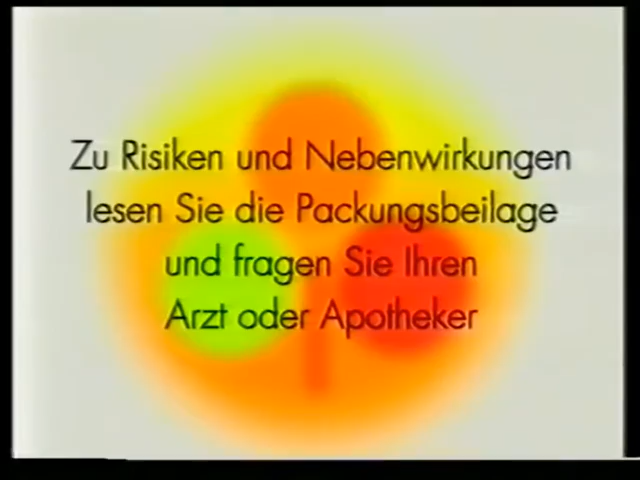 Zu Risiken und Nebenwirkungen
lesen Sie die Packungsbeilage
und fragen Sie Ihren
Arzt oder Apotheker